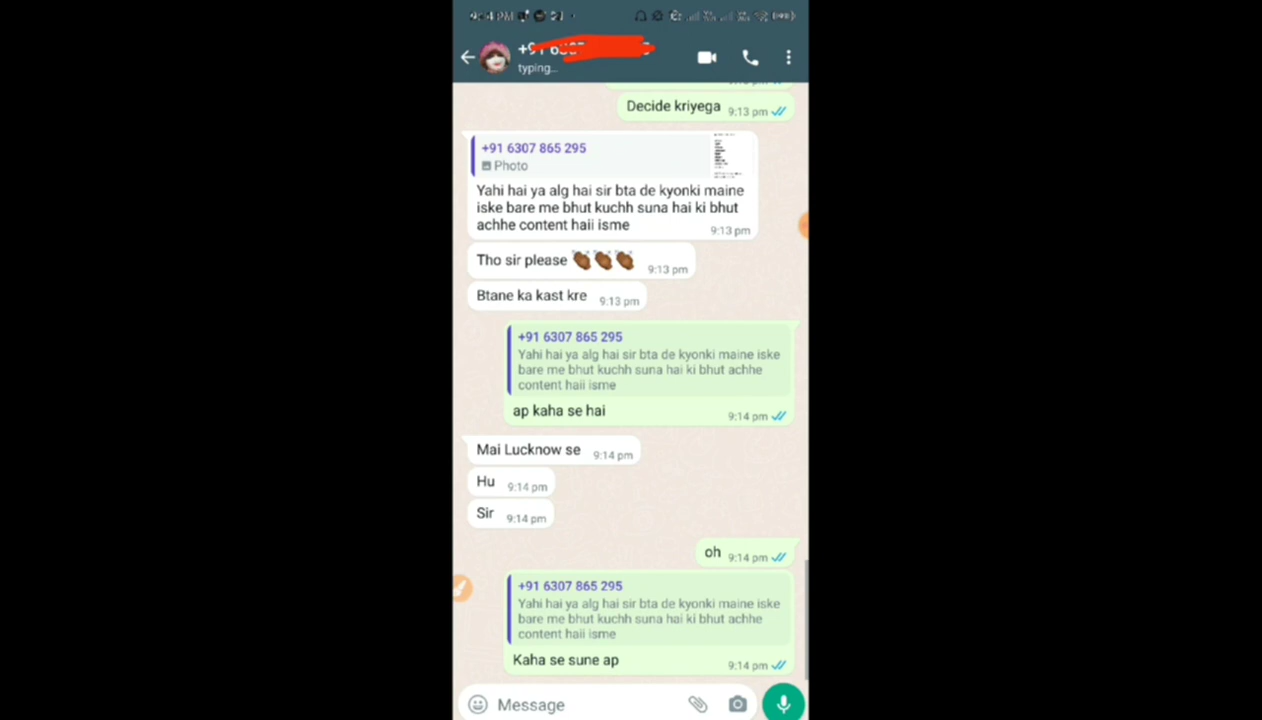 typing...
Decide kriyega 9:13 pm
+91 6307 865 295
Photo
Yahi hai ya alg hai sir bta de kyonki maine
iske bare me bhut kuchh suna hai ki bhut
achhe content haii isme
9:13 pm
Tho sir please 9:13 pm
Btane ka kast kre 9:13 pm
+91 6307 865 295
Yahi hai ya alg hai sir bta de kyonki maine iske
bare me bhut kuchh suna hai ki bhut achhe
content haii isme
ap kaha se hai 9:14 pm
Mai Lucknow se 9:14 pm
Hu 9:14 pm
Sir 9:14 pm
oh 9:14 pm
+91 6307 865 295
Yahi hai ya alg hai sir bta de kyonki maine iske
bare me bhut kuchh suna hai ki bhut achhe
content haii isme
Kaha se sune ap 9:14 pm
Message